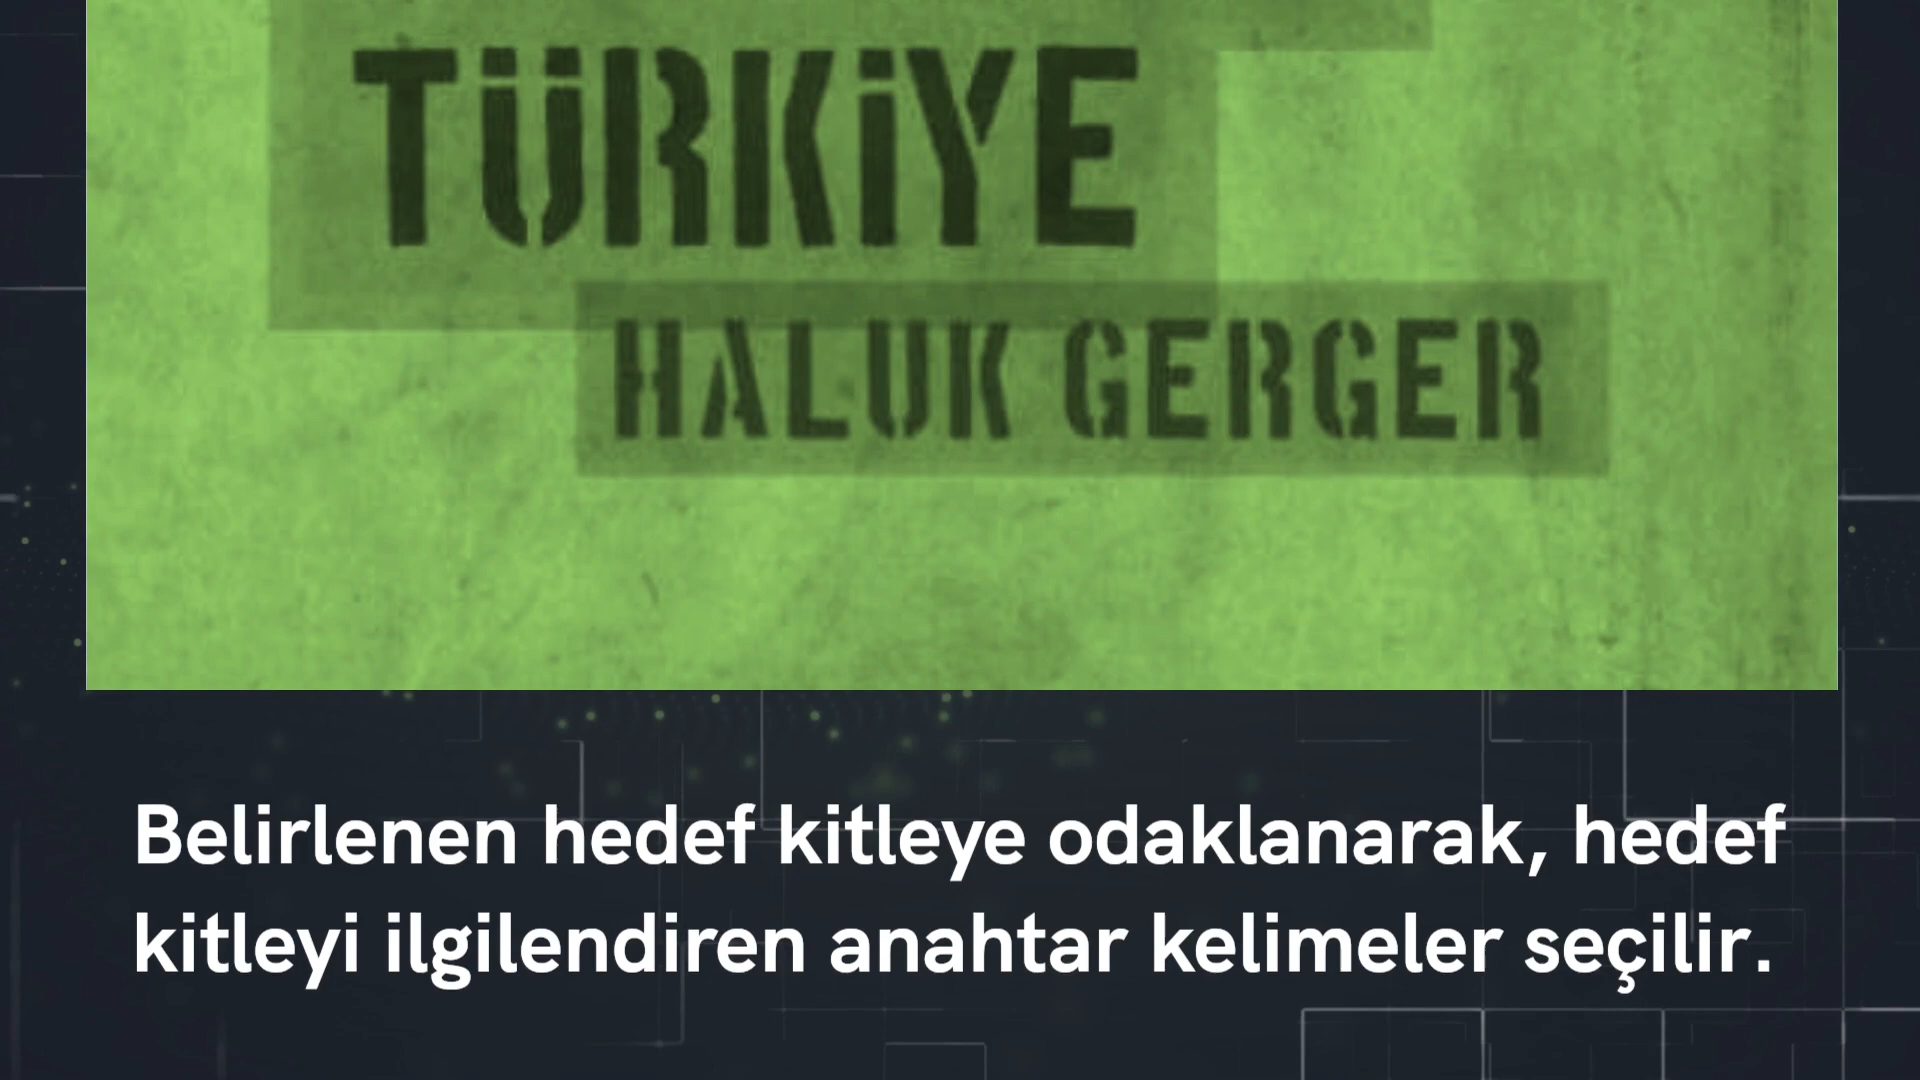 TÜRKİYE
HALUK GERGER
Belirlenen hedef kitleye odaklanarak, hedef
kitleyi ilgilendiren anahtar kelimeler seçilir.